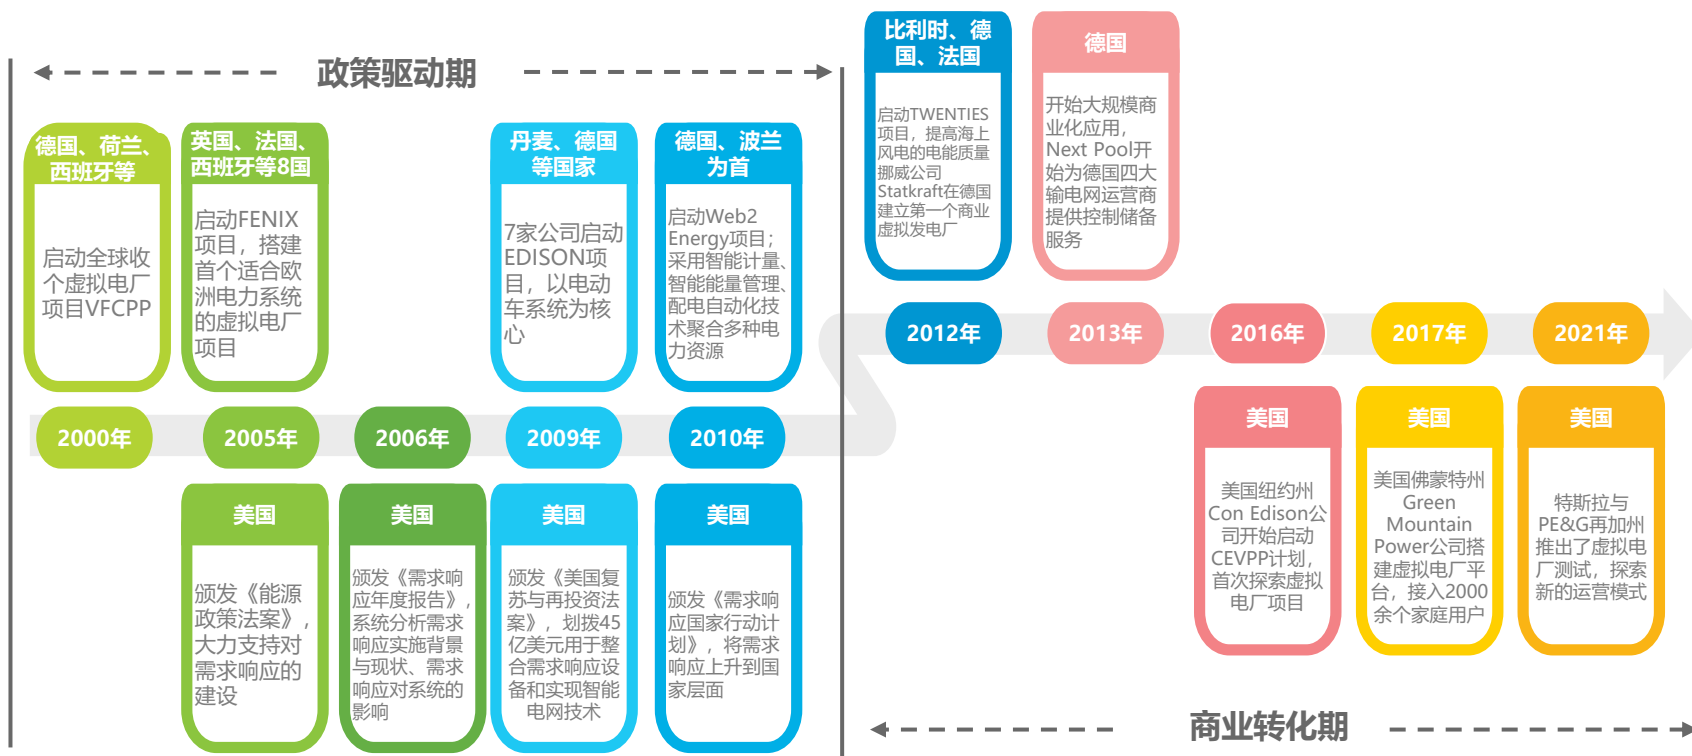 政策驱动期
德国、荷兰、
西班牙等
启动全球收
个虚拟电厂
项目VFCPP
英国、法国、
西班牙等8国
启动FENIX
项目，搭建
首个适合欧
洲电力系统
的虚拟电厂
项目
丹麦、德国
等国家
7家公司启动
EDISON项
目，以电动
车系统为核
心
德国、波兰
为首
启动Web2
Energy项目；
采用智能计量、
智能能量管理、
配电自动化技
术聚合多种电
力资源
比利时、德
国、法国
启动TWENTIES
项目，提高海上
风电的电能质量
挪威公司
Statkraft在德国
建立第一个商业
虚拟发电厂
德国
开始大规模商
业化应用，
Next Pool开
始为德国四大
输电网运营商
提供控制储备
服务
2000年
2005年
2006年
2009年
2010年
2012年
2013年
2016年
2017年
2021年
美国
颁发《能源
政策法案》，
大力支持对
需求响应的
建设
美国
颁发《需求响
应年度报告》，
系统分析需求
响应实施背景
与现状、需求
响应对系统的
影响
美国
颁发《美国复
苏与再投资法
案》，划拨45
亿美元用于整
合需求响应设
备和实现智能
电网技术
美国
颁发《需求响
应国家行动计
划》，将需求
响应上升到国
家层面
美国
美国纽约州
Con Edison公
司开始启动
CEVPP计划，
首次探索虚拟
电厂项目
美国
美国佛蒙特州
Green
Mountain
Power公司搭
建虚拟电厂平
台，接入2000
余个家庭用户
美国
特斯拉与
PE&G再加州
推出了虚拟电
厂测试，探索
新的运营模式
商业转化期